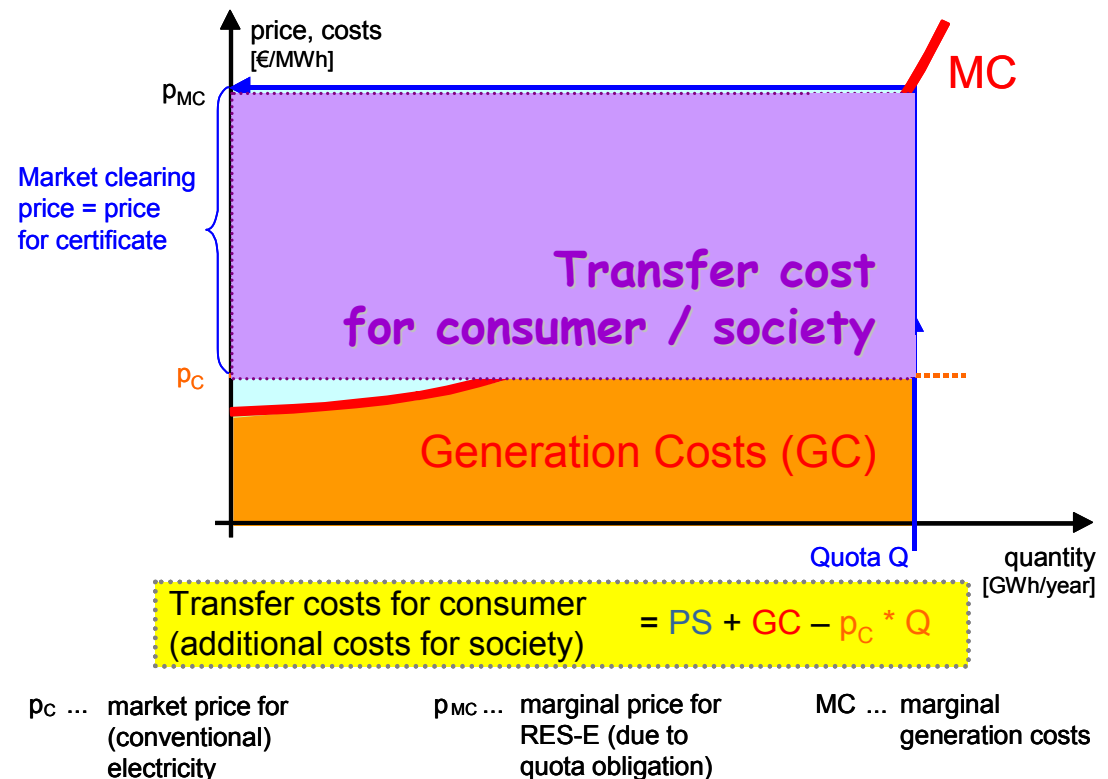 price, costs
[€/MWh]
MC
pMC
Market clearing
price = price
for certificate
Transfer cost
for consumer / society
pC
Generation Costs (GC)
Quota Q
quantity
[GWh/year]
Transfer costs for consumer
(additional costs for society)
= PS + GC – pC * Q
pC ... market price for
(conventional)
electricity
pMC ... marginal price for
RES-E (due to
quota obligation)
MC ... marginal
generation costs